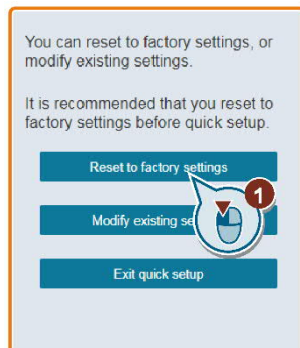 You can reset to factory settings, or
modify existing settings.
It is recommended that you reset to
factory settings before quick setup.
Reset to factory settings
1
Modify existing se
Exit quick setup